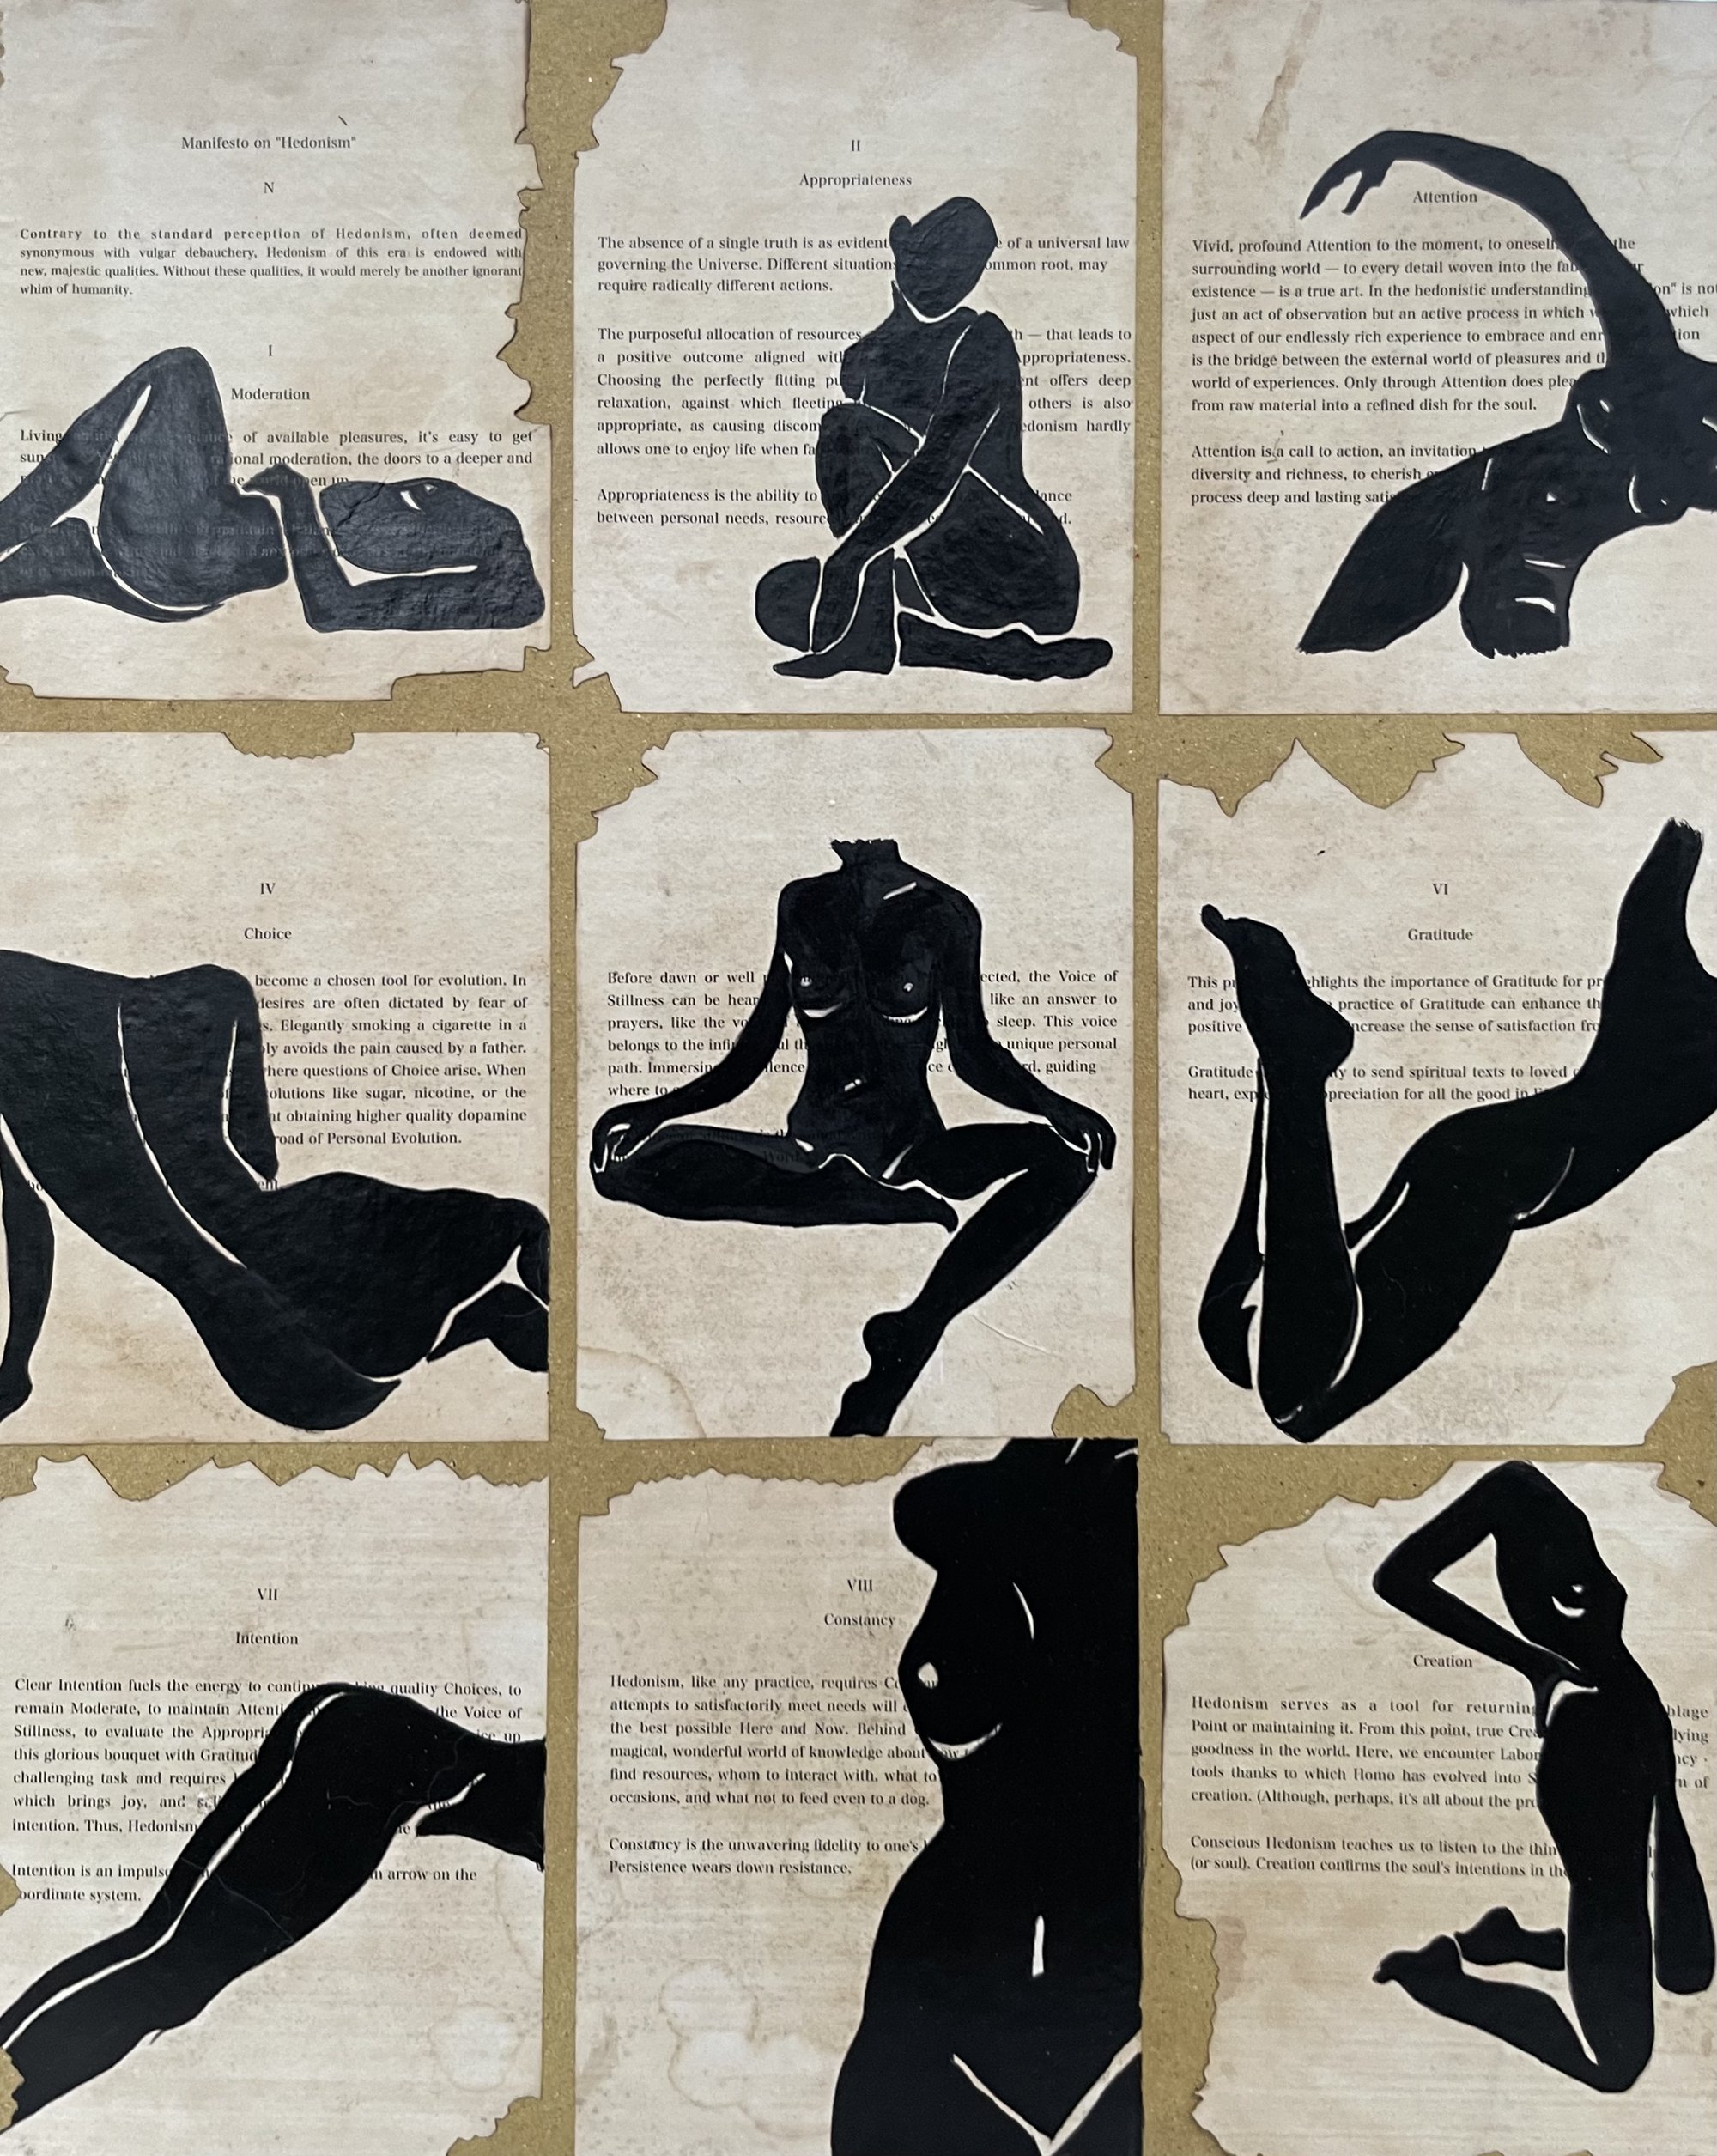 Manifesto on "Hedonism"
N
Contrary to the standard perception of Hedonism, often deemed
synonymous with vulgar debauchery, Hedonism of this era is endowed with
new, majestic qualities. Without these qualities, it would merely be another ignorant
whim of humanity.
I
Moderation
Living of available pleasures, it's easy to get
moderation, the doors to a deeper and
II
Appropriateness
The absence of a single truth is as evident of a universal law
governing the Universe. Different situations common root, may
require radically different actions.
The purposeful allocation of resources — that leads to
a positive outcome aligned with Appropriateness.
Choosing the perfectly fitting offers deep
relaxation, against which fleeting others is also
appropriate, as causing hardly
allows one to enjoy life when
Appropriateness is the ability to
between personal needs,
Attention
Vivid, profound Attention to the moment, to oneself, the
surrounding world — to every detail woven into the
existence — is a true art. In the hedonistic understanding is not
just an act of observation but an active process in which which
aspect of our endlessly rich experience to embrace and
is the bridge between the external world of pleasures and
world of experiences. Only through Attention does
from raw material into a refined dish for the soul.
Attention is a call to action, an invitation
diversity and richness, to cherish
process deep and lasting
IV
Choice
become a chosen tool for evolution. In
desires are often dictated by fear of
Elegantly smoking a cigarette in a
avoids the pain caused by a father.
where questions of Choice arise. When
like sugar, nicotine, or the
obtaining higher quality dopamine
road of Personal Evolution.
Before dawn or well the Voice of
Stillness can be like an answer to
prayers, like the sleep. This voice
belongs to the unique personal
path. guiding
where to
VI
Gratitude
This highlights the importance of Gratitude for
and practice of Gratitude can enhance
positive increase the sense of satisfaction
Gratitude to send spiritual texts to loved
heart, appreciation for all the good in
VII
Intention
Clear Intention fuels the energy to quality Choices, to
remain Moderate, to maintain the Voice of
Stillness, to evaluate the up
this glorious bouquet with
challenging task and requires
which brings joy, and
intention. Thus,
Intention is an arrow on the
coordinate system.
VIII
Constancy
Hedonism, like any practice, requires
attempts to satisfactorily meet needs will
the best possible Here and Now. Behind
magical, wonderful world of knowledge about how
find resources, whom to interact with, what to
occasions, and what not to feed even to a dog.
Constancy is the unwavering fidelity to one's
Persistence wears down resistance.
Creation
Hedonism serves as a tool for returning
Point or maintaining it. From this point, true
goodness in the world. Here, we encounter
tools thanks to which Homo has evolved into of
creation. (Although, perhaps, it's all about the
Conscious Hedonism teaches us to listen to the
(or soul). Creation confirms the soul's intentions in